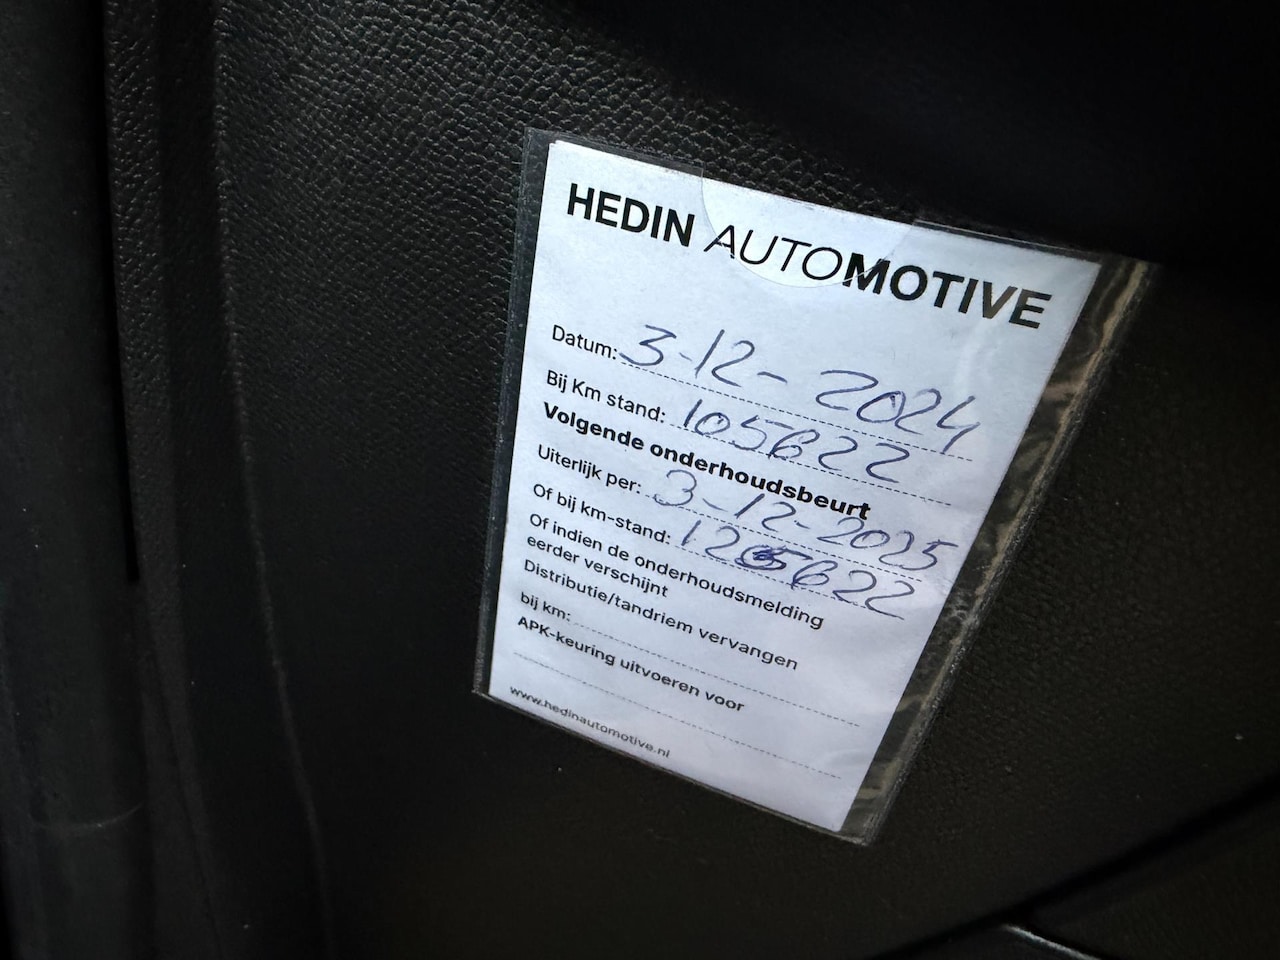 HEDIN AUTOMOTIVE
Datum: 3-12-2024
Bij Km stand: 105622
Volgende onderhoudsbeurt
Uiterlijk per: 3-12-2025
Of bij km-stand: 125622
Of indien de onderhoudsmelding
eerder verschijnt
Distributie/tandriem vervangen
bij km:
APK-keuring uitvoeren voor
www.hedinautomotive.nl